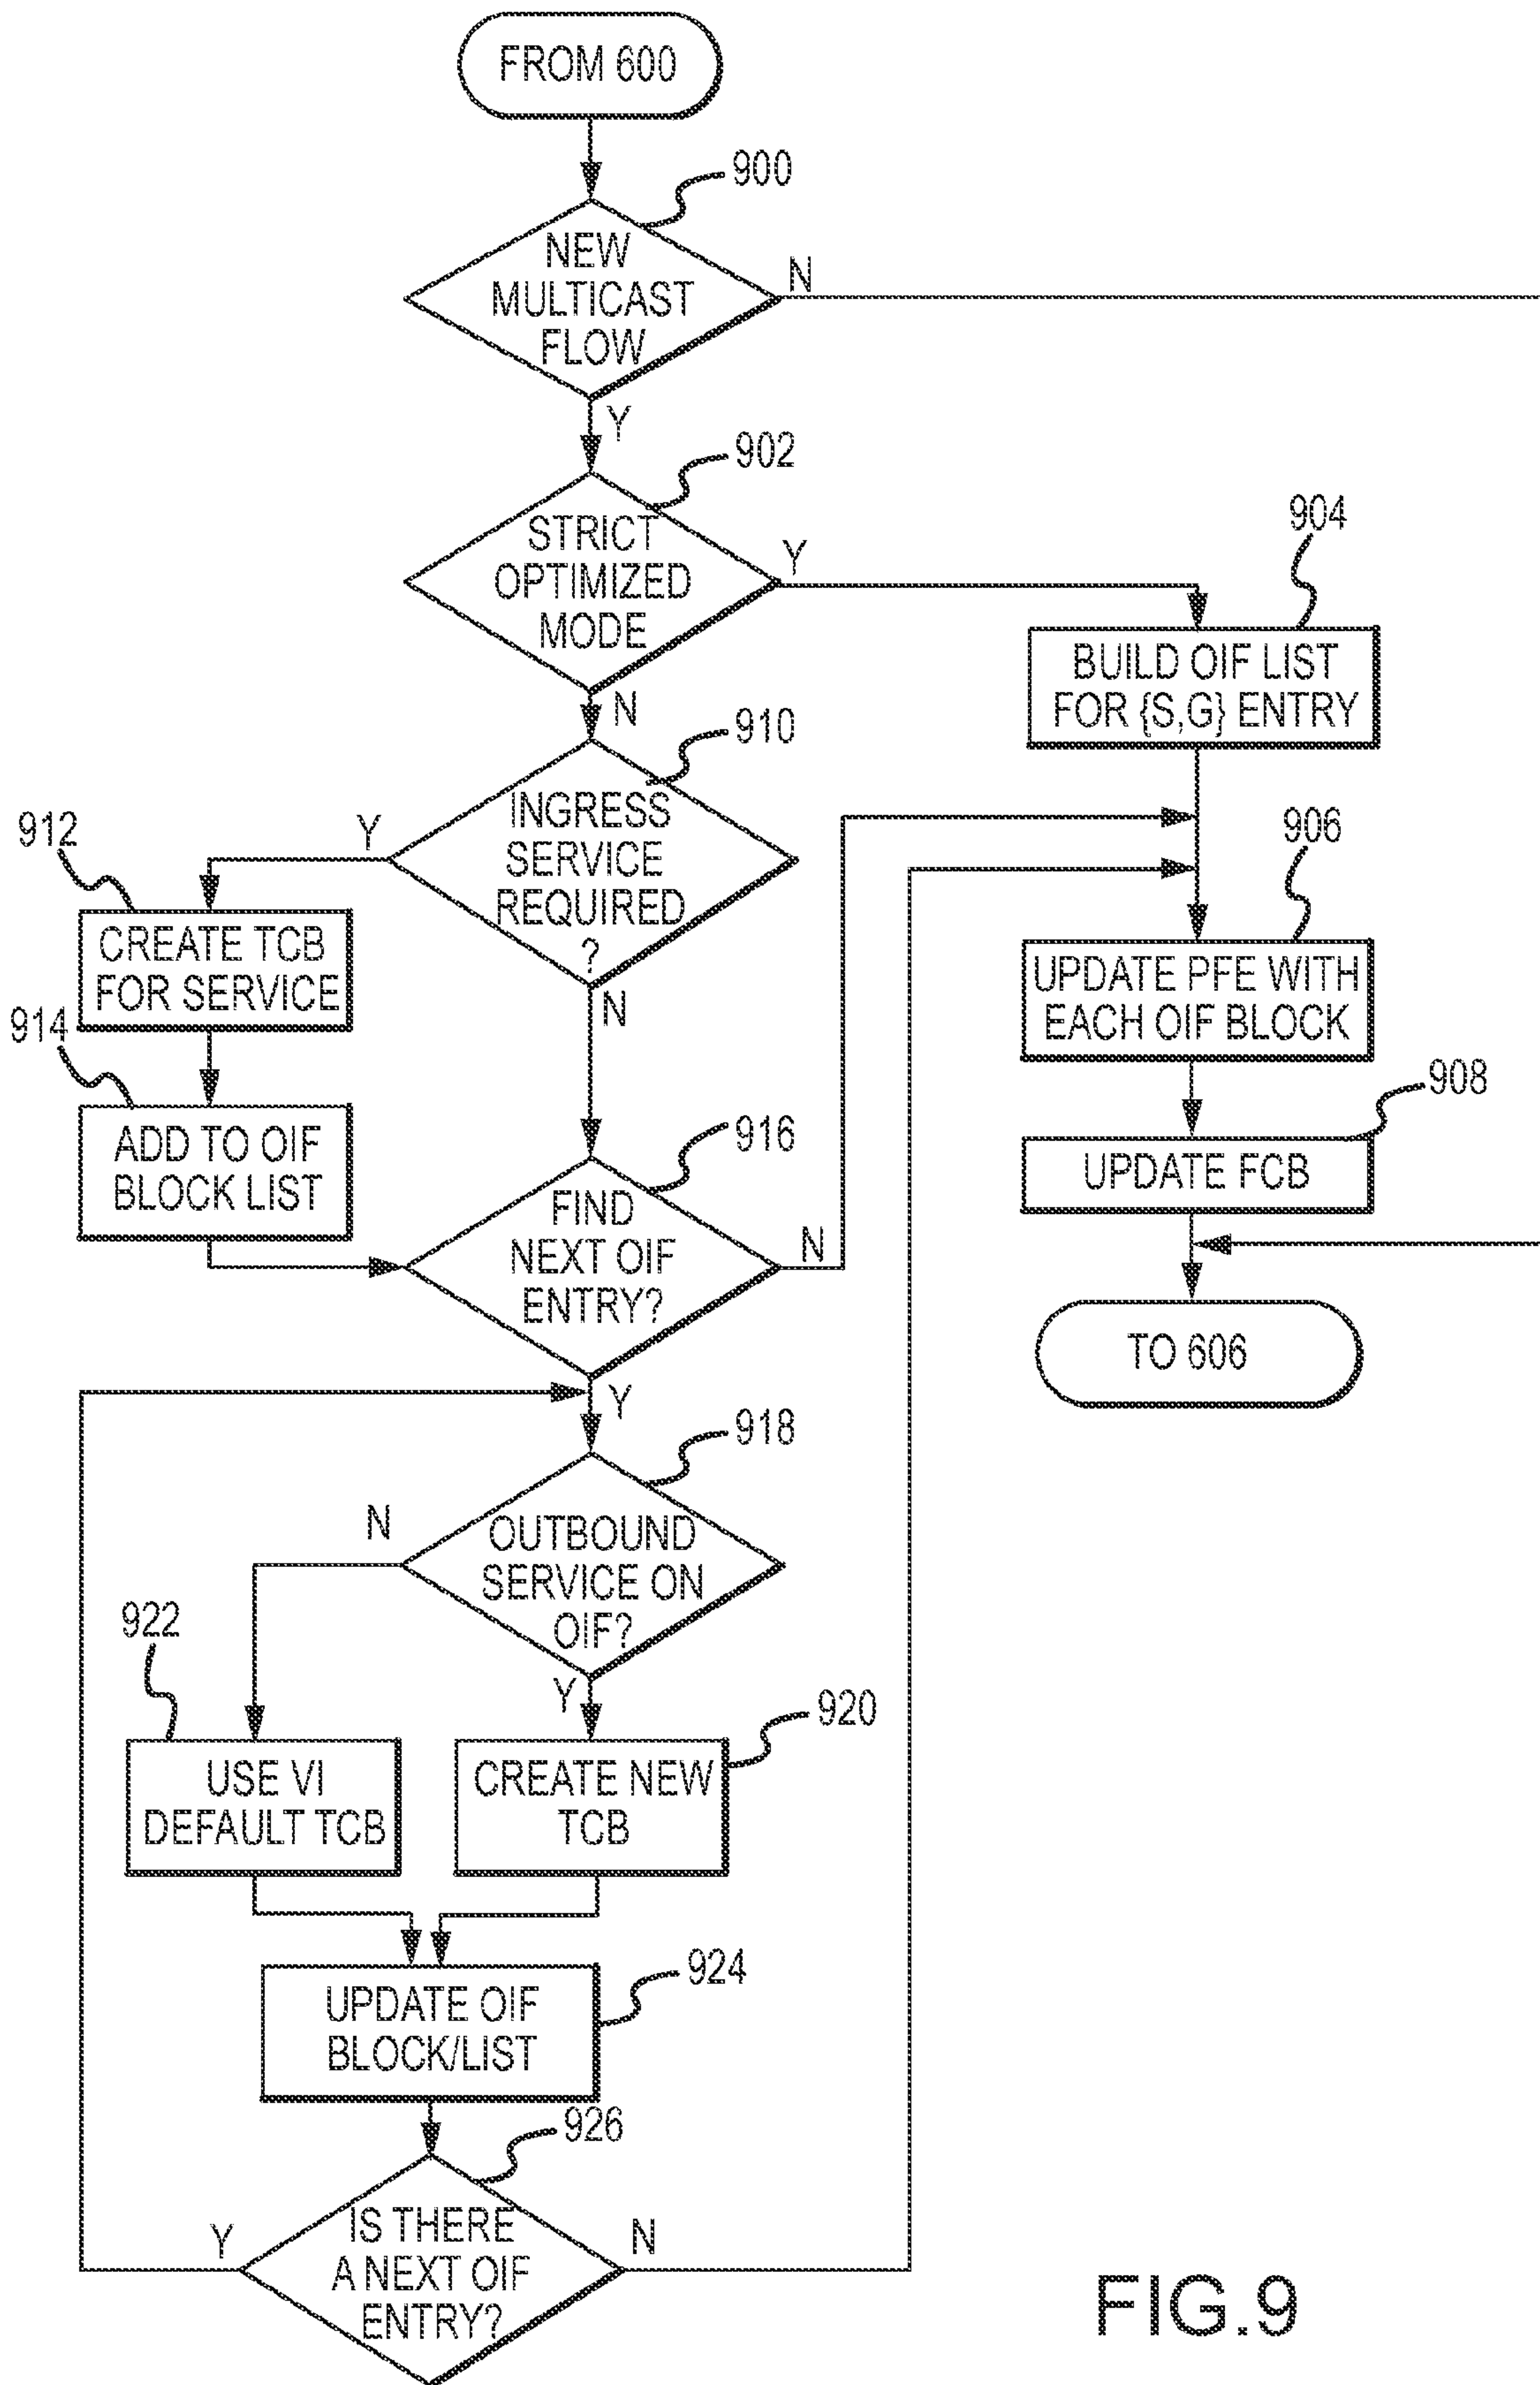 FROM 600
900
NEW
MULTICAST
FLOW
N
Y
902
STRICT
OPTIMIZED
MODE
Y
N
904
BUILD OIF LIST
FOR {S,G} ENTRY
910
INGRESS
SERVICE
REQUIRED
?
Y
N
912
CREATE TCB
FOR SERVICE
906
UPDATE PFE WITH
EACH OIF BLOCK
914
ADD TO OIF
BLOCK LIST
908
UPDATE FCB
916
FIND
NEXT OIF
ENTRY?
N
Y
TO 606
918
OUTBOUND
SERVICE ON
OIF?
N
Y
922
USE VI
DEFAULT TCB
920
CREATE NEW
TCB
924
UPDATE OIF
BLOCK/LIST
926
IS THERE
A NEXT OIF
ENTRY?
Y
N
FIG.9